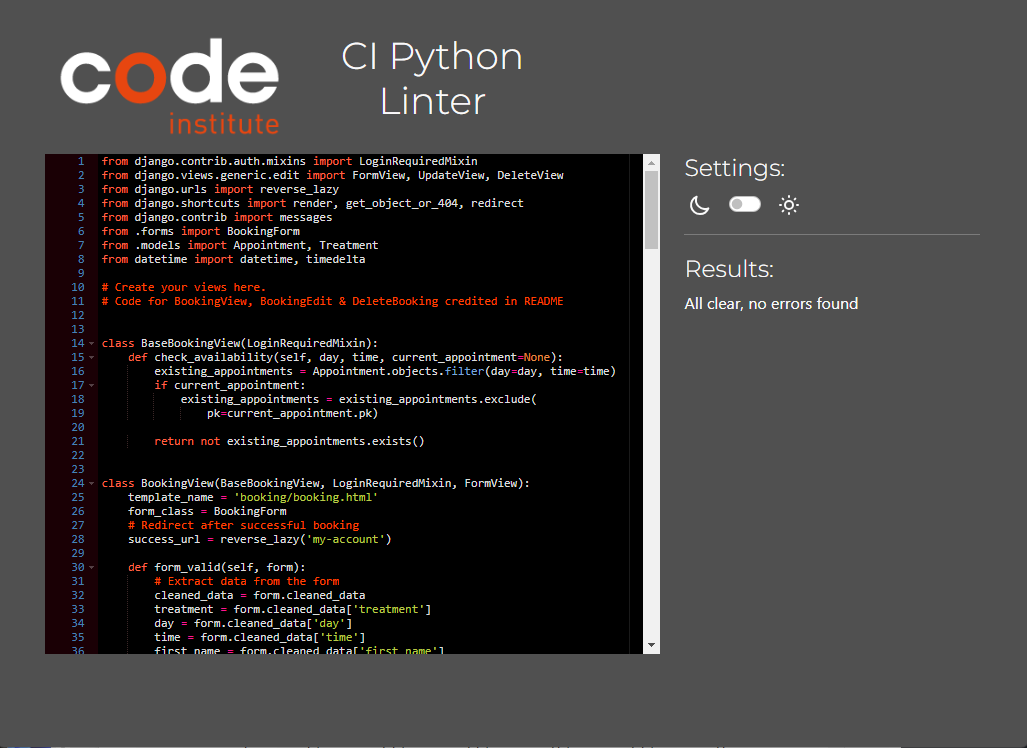 code
institute
CI Python
Linter
1 from django.contrib.auth.mixins import LoginRequiredMixin
2 from django.views.generic.edit import FormView, UpdateView, DeleteView
3 from django.urls import reverse_lazy
4 from django.shortcuts import render, get_object_or_404, redirect
5 from django.contrib import messages
6 from .forms import BookingForm
7 from .models import Appointment, Treatment
8 from datetime import datetime, timedelta
9
10 # Create your views here.
11 # Code for BookingView, BookingEdit & DeleteBooking credited in README
12
13
14 class BaseBookingView(LoginRequiredMixin):
15     def check_availability(self, day, time, current_appointment=None):
16         existing_appointments = Appointment.objects.filter(day=day, time=time)
17         if current_appointment:
18             existing_appointments = existing_appointments.exclude(
19                 pk=current_appointment.pk)
20
21         return not existing_appointments.exists()
22
23
24 class BookingView(BaseBookingView, LoginRequiredMixin, FormView):
25     template_name = 'booking/booking.html'
26     form_class = BookingForm
27     # Redirect after successful booking
28     success_url = reverse_lazy('my-account')
29
30     def form_valid(self, form):
31         # Extract data from the form
32         cleaned_data = form.cleaned_data
33         treatment = form.cleaned_data['treatment']
34         day = form.cleaned_data['day']
35         time = form.cleaned_data['time']
36         first_name = form.cleaned_data['first_name']
Settings:
Results:
All clear, no errors found